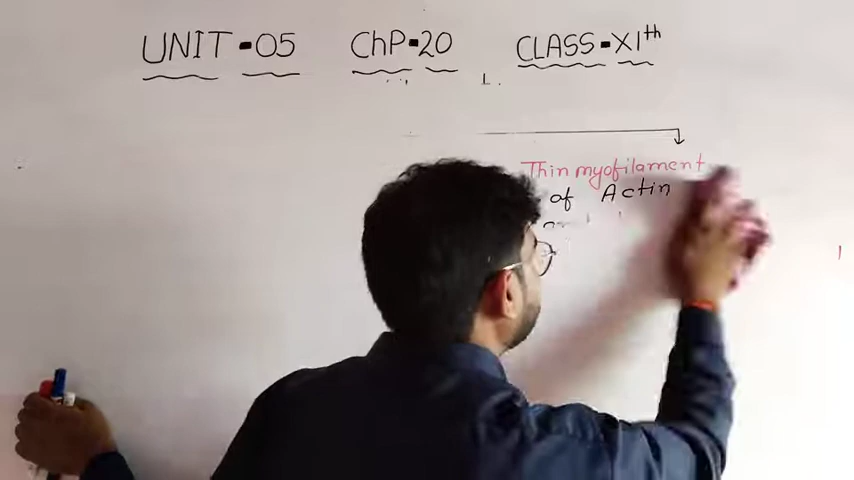 UNIT - 05 ChP - 20 CLASS - XIth
Thin myofilament
of Actin